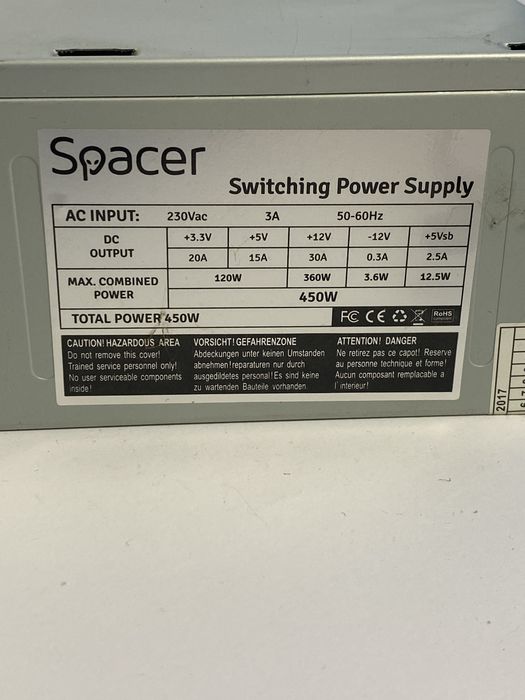 Spacer
Switching Power Supply
AC INPUT: 230Vac 3A 50-60Hz
DC OUTPUT +3.3V +5V +12V -12V +5Vsb
20A 15A 30A 0.3A 2.5A
MAX. COMBINED POWER 120W 360W 3.6W 12.5W
450W
TOTAL POWER 450W FC CE RoHS
CAUTION! HAZARDOUS AREA
Do not remove this cover!
Trained service personnel only!
No user serviceable components
inside!
VORSICHT! GEFAHRENZONE
Abdeckungen unter keinen Umständen
abnehmen!reparaturen nur durch
ausgedildetes personal!Es sind keine
zu wartenden Bauteile vorhanden
ATTENTION! DANGER
Ne retirez pas ce capot! Reserve
au personne technique et forme!
Aucun composant remplacable a
l' interieur!
2017